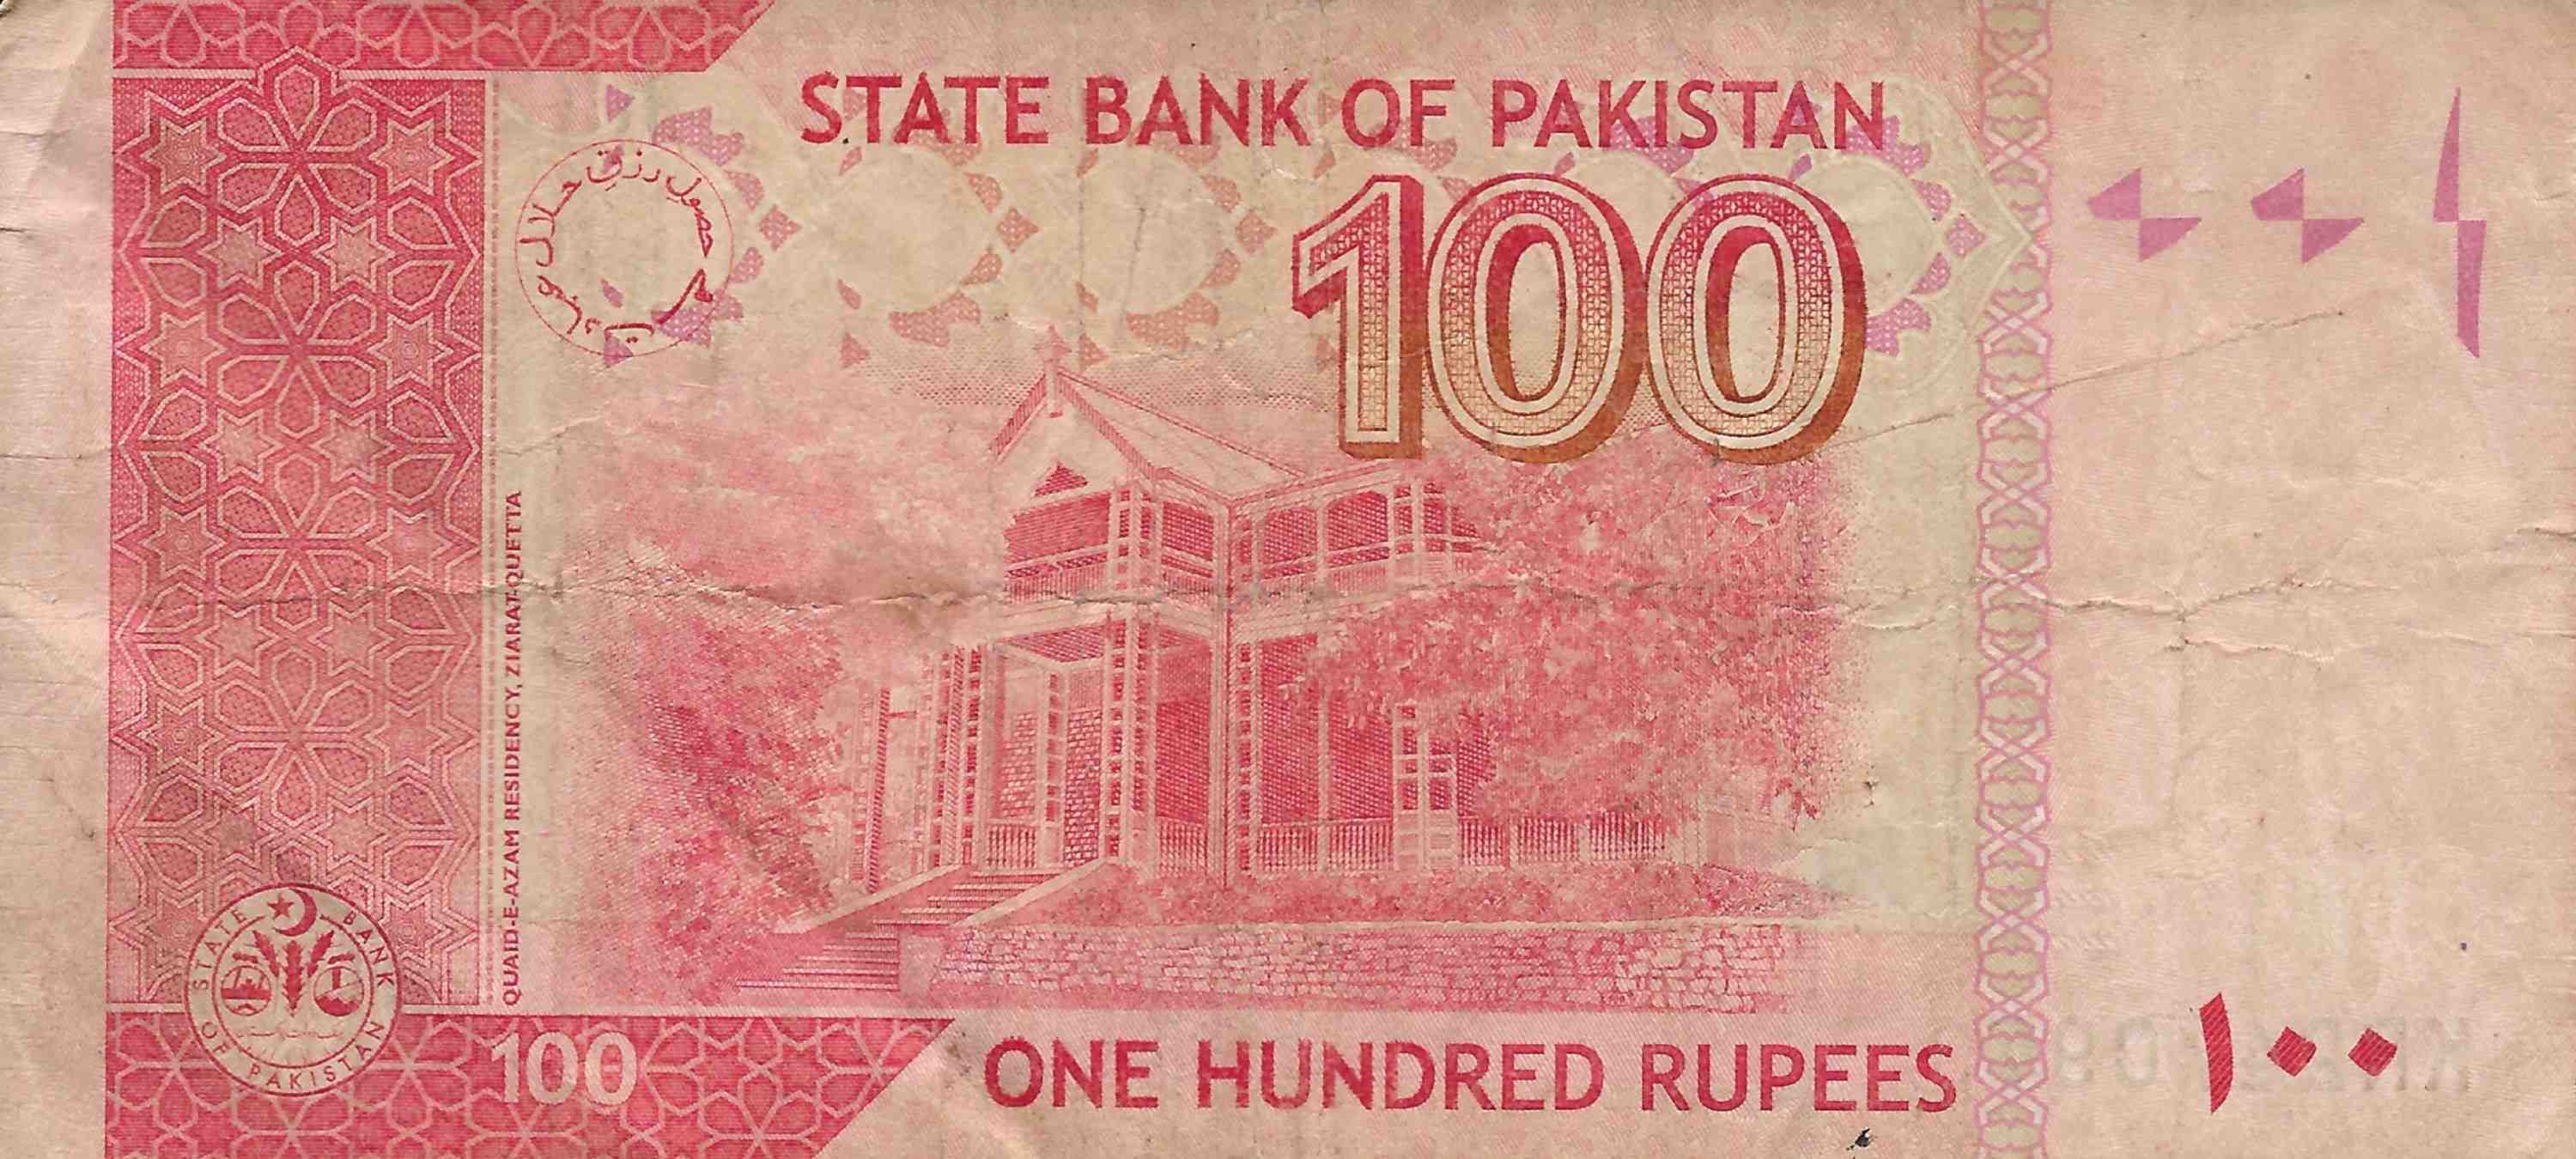 STATE BANK OF PAKISTAN
حصولِ رزقِ حلال عبادت ہے
100
QUAID-E-AZAM RESIDENCY, ZIARAT-QUETTA
STATE BANK OF PAKISTAN
100
ONE HUNDRED RUPEES
۱۰۰